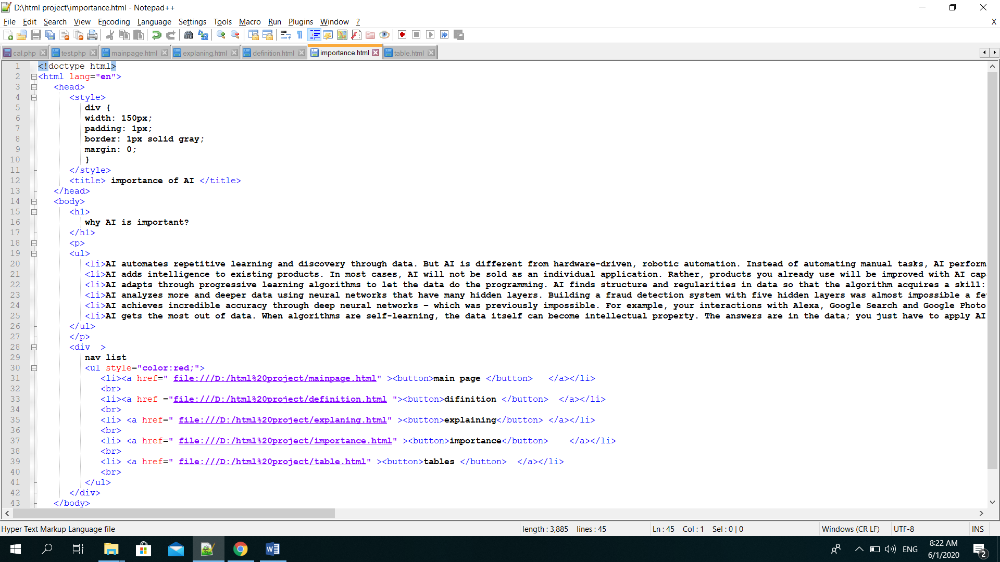 D:\html project\importance.html - Notepad++
File Edit Search View Encoding Language Settings Tools Macro Run Plugins Window ? X
cal.php test.php mainpage.html explaning.html definition.html importance.html table.html
1 <!doctype html>
2 <html lang="en">
3 <head>
4 <style>
5 div {
6 width: 150px;
7 padding: 1px;
8 border: 1px solid gray;
9 margin: 0;
10 }
11 </style>
12 <title> importance of AI </title>
13 </head>
14 <body>
15 <h1>
16 why AI is important?
17 </h1>
18 <p>
19 <ul>
20 <li>AI automates repetitive learning and discovery through data. But AI is different from hardware-driven, robotic automation. Instead of automating manual tasks, AI perform
21 <li>AI adds intelligence to existing products. In most cases, AI will not be sold as an individual application. Rather, products you already use will be improved with AI cap
22 <li>AI adapts through progressive learning algorithms to let the data do the programming. AI finds structure and regularities in data so that the algorithm acquires a skill:
23 <li>AI analyzes more and deeper data using neural networks that have many hidden layers. Building a fraud detection system with five hidden layers was almost impossible a fe
24 <li>AI achieves incredible accuracy through deep neural networks – which was previously impossible. For example, your interactions with Alexa, Google Search and Google Photo
25 <li>AI gets the most out of data. When algorithms are self-learning, the data itself can become intellectual property. The answers are in the data; you just have to apply AI
26 </ul>
27 </p>
28 <div  >
29 nav list
30 <ul style="color:red;">
31 <li><a href=" file:///D:/html%20project/mainpage.html" ><button>main page </button>   </a></li>
32 <br>
33 <li><a href ="file:///D:/html%20project/definition.html "><button>difinition </button>  </a></li>
34 <br>
35 <li> <a href=" file:///D:/html%20project/explaning.html" ><button>explaining</button> </a></li>
36 <br>
37 <li> <a href=" file:///D:/html%20project/importance.html" ><button>importance</button>    </a></li>
38 <br>
39 <li> <a href=" file:///D:/html%20project/table.html" ><button>tables </button>  </a></li>
40 <br>
41 </ul>
42 </div>
43 </body>
Hyper Text Markup Language file length : 3,885 lines : 45 Ln : 45 Col : 1 Sel : 0 | 0 Windows (CR LF) UTF-8 INS
ENG 8:22 AM
6/1/2020 2